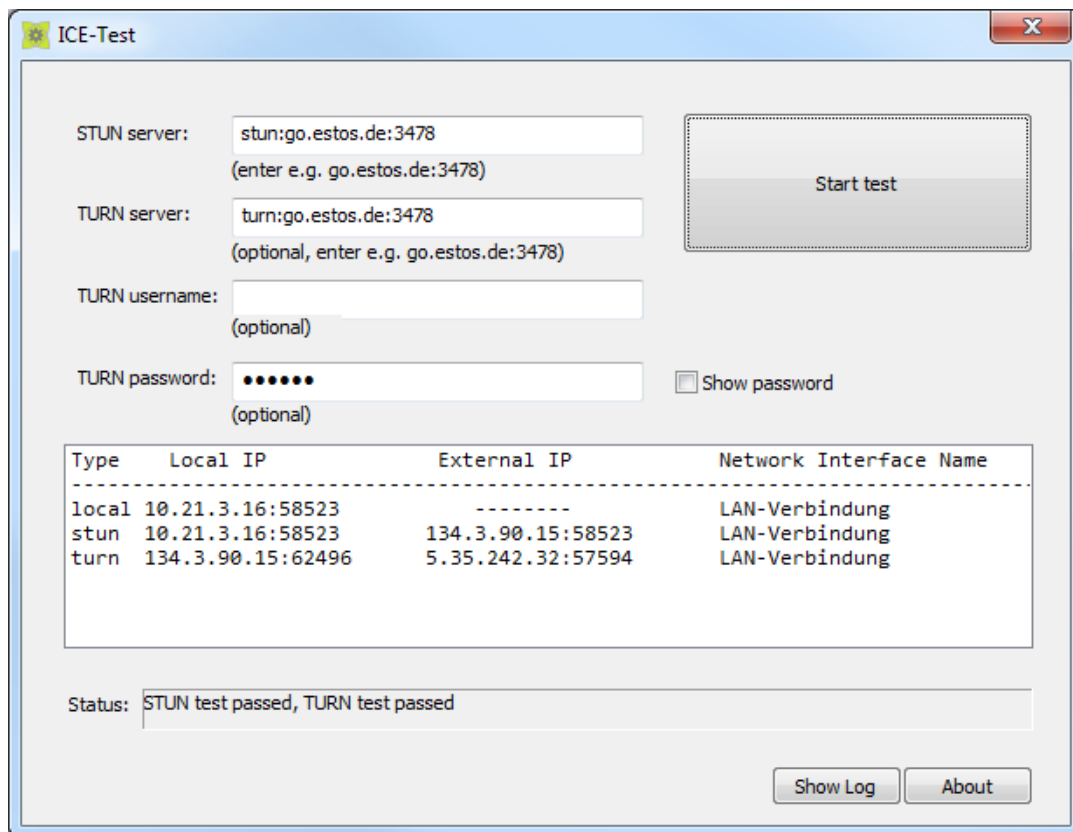 ICE-Test
STUN server: stun:go.estos.de:3478
(enter e.g. go.estos.de:3478)
Start test
TURN server: turn:go.estos.de:3478
(optional, enter e.g. go.estos.de:3478)
TURN username:
(optional)
TURN password: ●●●●●●
Show password
(optional)
Type Local IP External IP Network Interface Name
local 10.21.3.16:58523 -------- LAN-Verbindung
stun 10.21.3.16:58523 134.3.90.15:58523 LAN-Verbindung
turn 134.3.90.15:62496 5.35.242.32:57594 LAN-Verbindung
Status: STUN test passed, TURN test passed
Show Log About